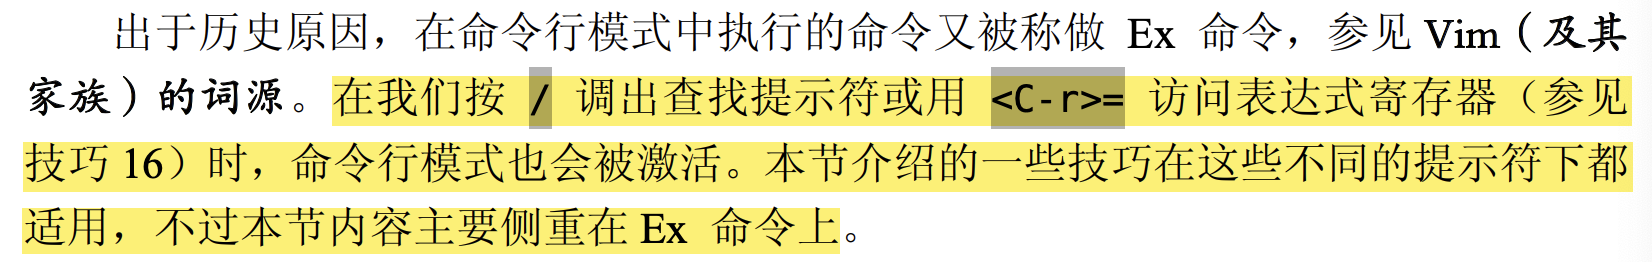 出于历史原因，在命令行模式中执行的命令又被称做 Ex 命令，参见 Vim（及其
家族）的词源。在我们按 / 调出查找提示符或用 <C-r>= 访问表达式寄存器（参见
技巧 16）时，命令行模式也会被激活。本节介绍的一些技巧在这些不同的提示符下都
适用，不过本节内容主要侧重在 Ex 命令上。